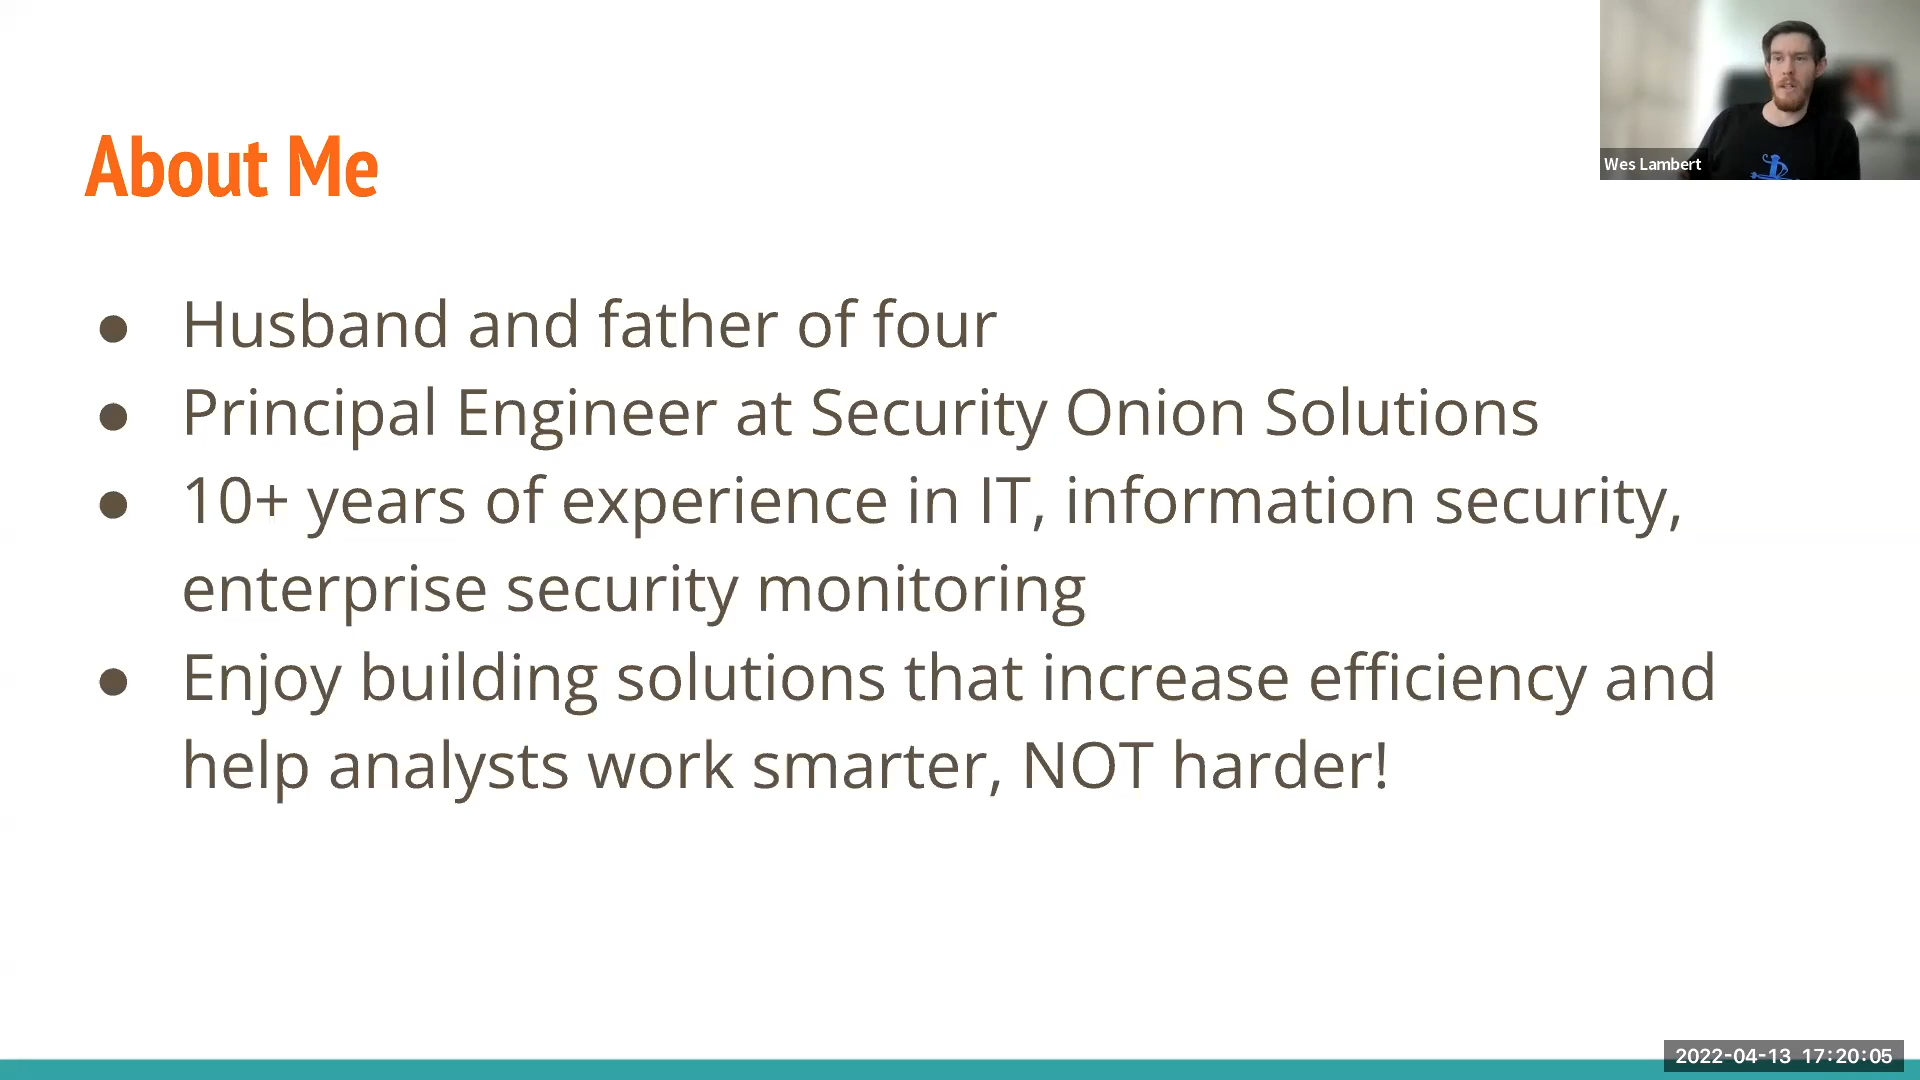 Wes Lambert
About Me
● Husband and father of four
● Principal Engineer at Security Onion Solutions
● 10+ years of experience in IT, information security,
enterprise security monitoring
● Enjoy building solutions that increase efficiency and
help analysts work smarter, NOT harder!
2022-04-13 17:20:05